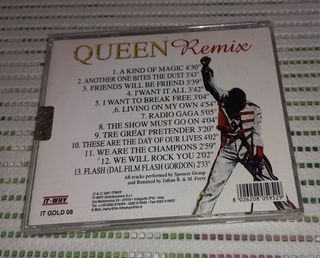 QUEEN Remix
1. A KIND OF MAGIC 4'30"
2. ANOTHER ONE BITES THE DUST 3'43"
3. FRIENDS WILL BE FRIEND 3'39"
4. I'WANT IT ALL 3'42"
5. I WANT TO BREAK FREE 3'04"
6. LIVING ON MY OWN 4'54"
7. RADIO GAGA 5'05"
8. THE SHOW MUST GO ON 4'04"
9. TRE GREAT PRETENDER 3'20"
10. THESE ARE THE DAY OF OUR LIVES 4'02"
11. WE ARE THE CHAMPIONS 2'59"
12. WE WILL ROCK YOU 2'02"
13. FLASH (DAL FILM FLASH GORDON) 2'12"
All tracks performed by Spencer Group
and Remixed by Julian B. & M. Ferry
IT-WHY
IT GOLD 08
8 026208 059529